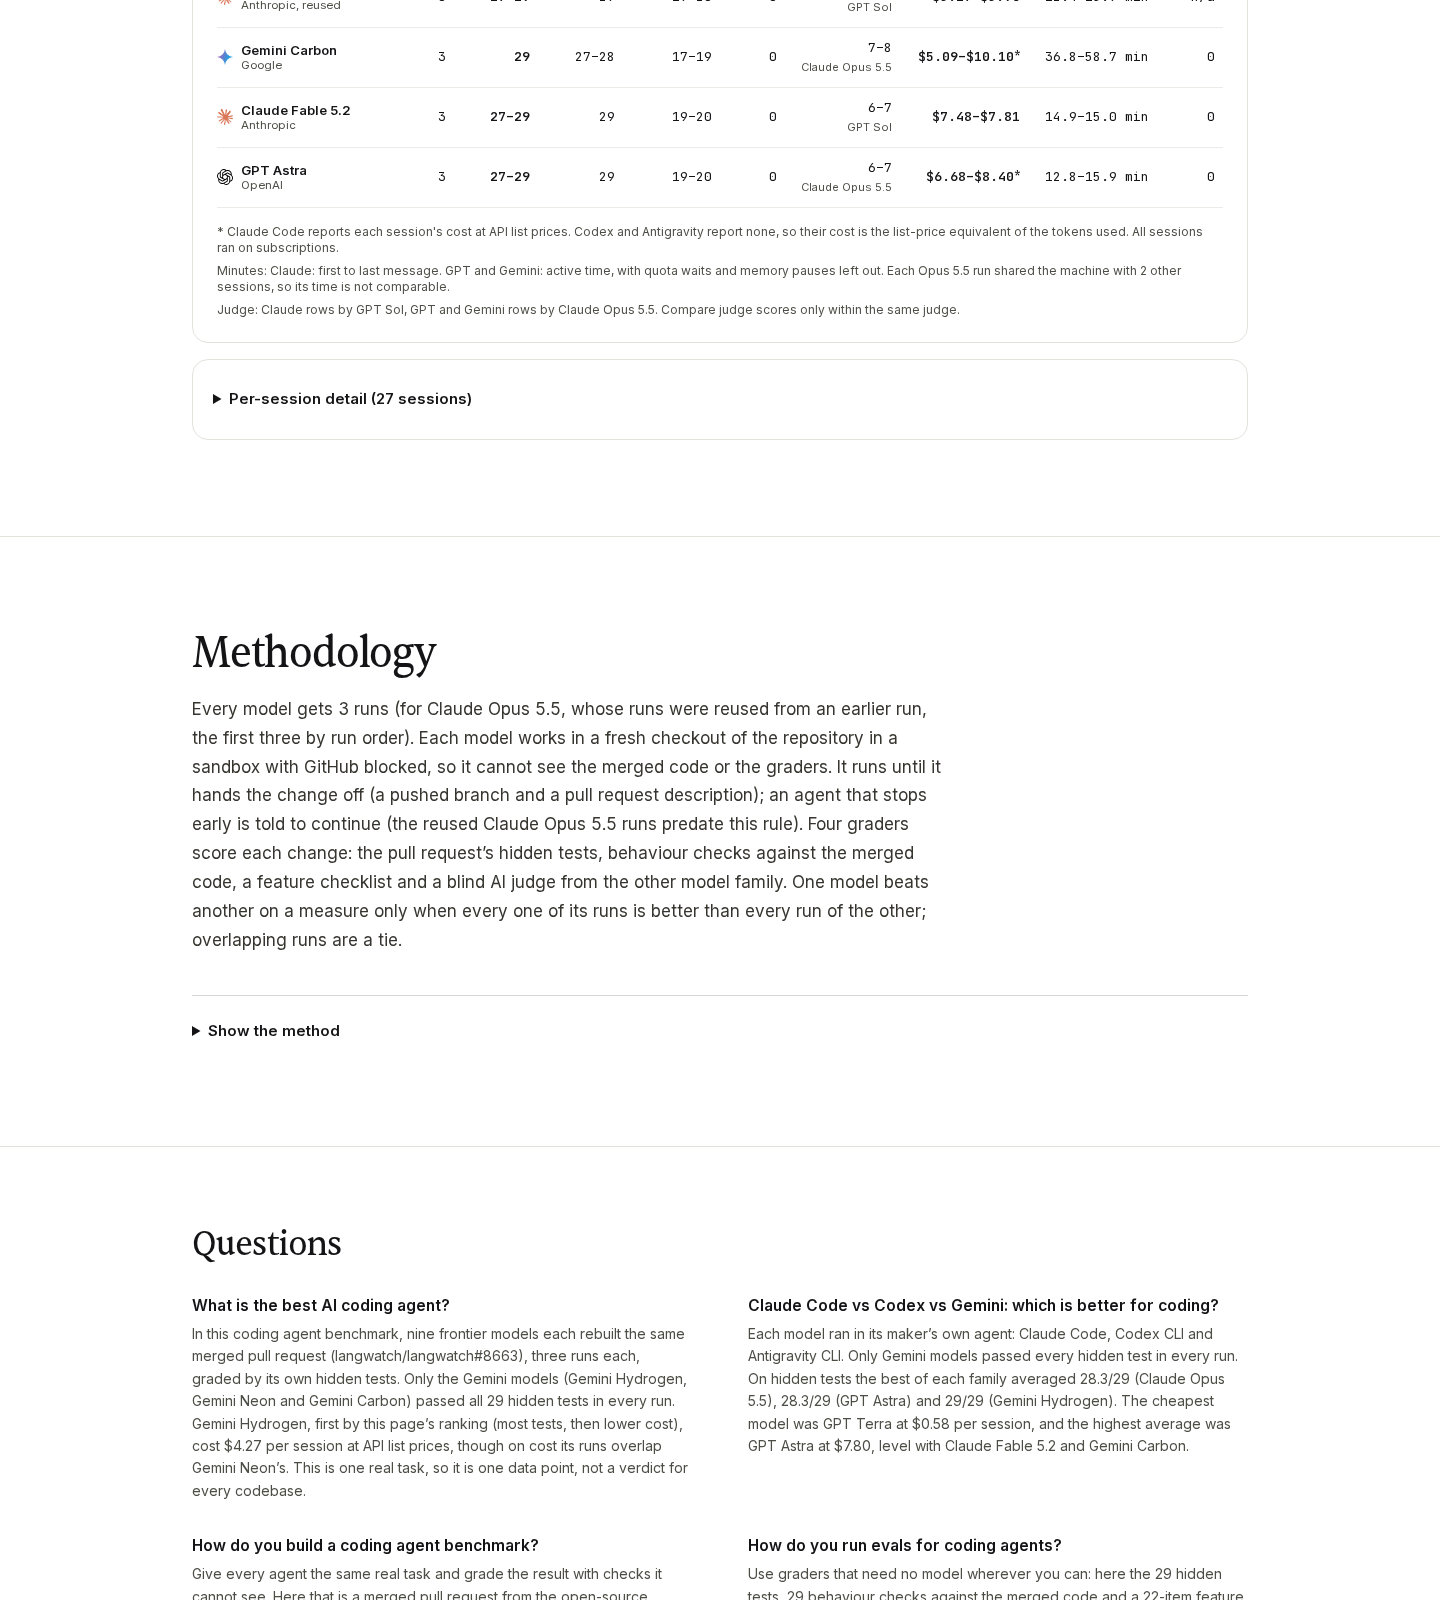 Anthropic, reused
GPT Sol
Gemini Carbon
Google
3 29 27–28 17–19 0 7–8 $5.09–$10.10* 36.8–58.7 min 0
Claude Opus 5.5
Claude Fable 5.2
Anthropic
3 27–29 29 19–20 0 6–7 $7.48–$7.81 14.9–15.0 min 0
GPT Sol
GPT Astra
OpenAI
3 27–29 29 19–20 0 6–7 $6.68–$8.40* 12.8–15.9 min 0
Claude Opus 5.5
* Claude Code reports each session's cost at API list prices. Codex and Antigravity report none, so their cost is the list-price equivalent of the tokens used. All sessions
ran on subscriptions.
Minutes: Claude: first to last message. GPT and Gemini: active time, with quota waits and memory pauses left out. Each Opus 5.5 run shared the machine with 2 other
sessions, so its time is not comparable.
Judge: Claude rows by GPT Sol, GPT and Gemini rows by Claude Opus 5.5. Compare judge scores only within the same judge.
Per-session detail (27 sessions)
Methodology
Every model gets 3 runs (for Claude Opus 5.5, whose runs were reused from an earlier run,
the first three by run order). Each model works in a fresh checkout of the repository in a
sandbox with GitHub blocked, so it cannot see the merged code or the graders. It runs until it
hands the change off (a pushed branch and a pull request description); an agent that stops
early is told to continue (the reused Claude Opus 5.5 runs predate this rule). Four graders
score each change: the pull request’s hidden tests, behaviour checks against the merged
code, a feature checklist and a blind AI judge from the other model family. One model beats
another on a measure only when every one of its runs is better than every run of the other;
overlapping runs are a tie.
Show the method
Questions
What is the best AI coding agent?
In this coding agent benchmark, nine frontier models each rebuilt the same
merged pull request (langwatch/langwatch#8663), three runs each,
graded by its own hidden tests. Only the Gemini models (Gemini Hydrogen,
Gemini Neon and Gemini Carbon) passed all 29 hidden tests in every run.
Gemini Hydrogen, first by this page’s ranking (most tests, then lower cost),
cost $4.27 per session at API list prices, though on cost its runs overlap
Gemini Neon’s. This is one real task, so it is one data point, not a verdict for
every codebase.
Claude Code vs Codex vs Gemini: which is better for coding?
Each model ran in its maker’s own agent: Claude Code, Codex CLI and
Antigravity CLI. Only Gemini models passed every hidden test in every run.
On hidden tests the best of each family averaged 28.3/29 (Claude Opus
5.5), 28.3/29 (GPT Astra) and 29/29 (Gemini Hydrogen). The cheapest
model was GPT Terra at $0.58 per session, and the highest average was
GPT Astra at $7.80, level with Claude Fable 5.2 and Gemini Carbon.
How do you build a coding agent benchmark?
Give every agent the same real task and grade the result with checks it
cannot see. Here that is a merged pull request from the open-source
How do you run evals for coding agents?
Use graders that need no model wherever you can: here the 29 hidden
tests, 29 behaviour checks against the merged code and a 22-item feature